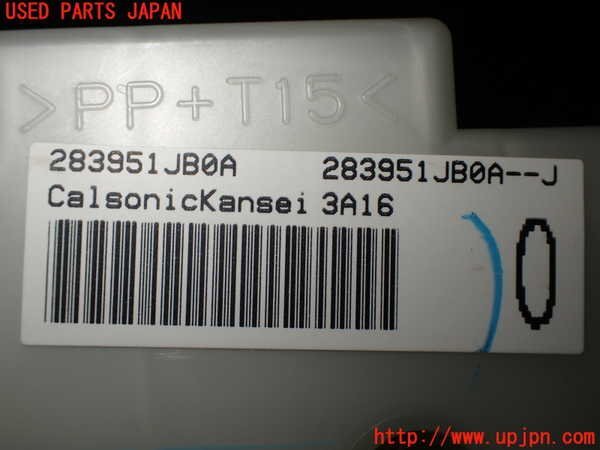 USED PARTS JAPAN
>PP+T15<
283951JB0A 283951JB0A--J
CalsonicKansei 3A16
0
http://www.upjpn.com/